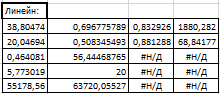 Линейн:
38,80474 0,696775789 0,832926 1880,282
20,04694 0,508345493 0,881288 68,84177
0,464081 56,44468765 #Н/Д #Н/Д
5,773019 20 #Н/Д #Н/Д
55178,56 63720,05527 #Н/Д #Н/Д